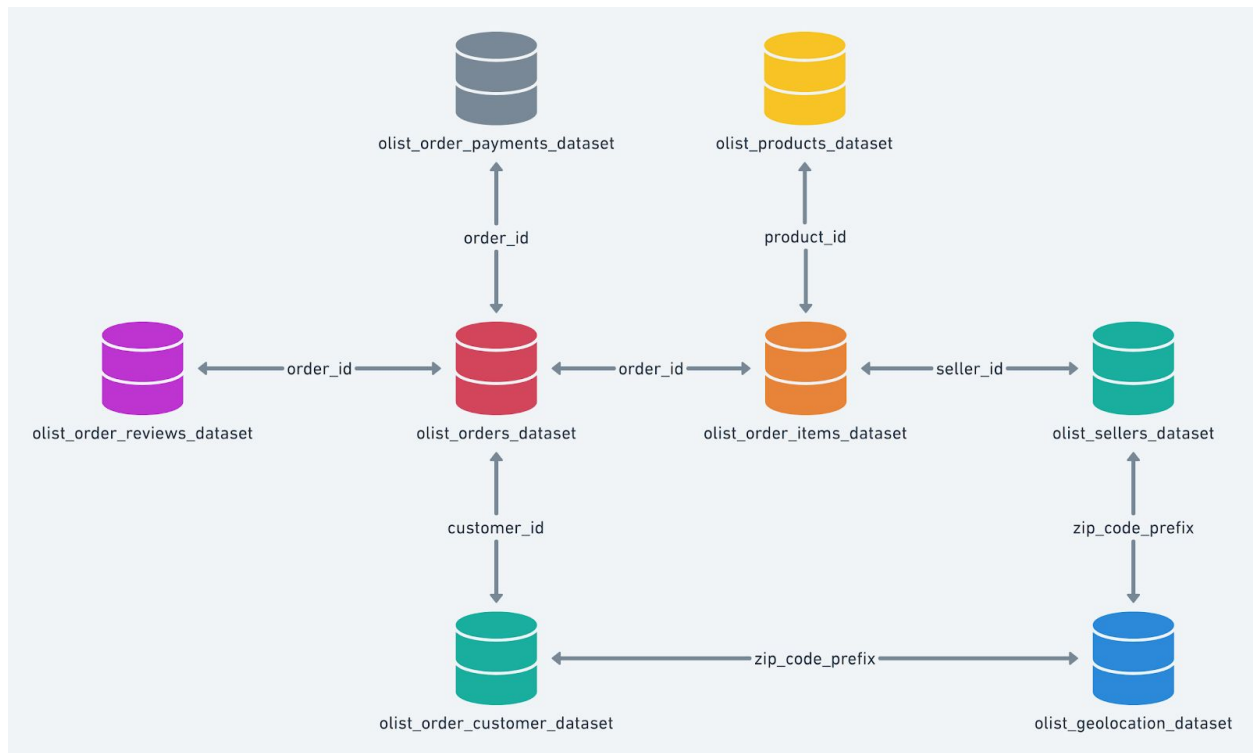 olist_order_payments_dataset
olist_products_dataset
order_id
product_id
order_id
order_id
seller_id
olist_order_reviews_dataset
olist_orders_dataset
olist_order_items_dataset
olist_sellers_dataset
customer_id
zip_code_prefix
zip_code_prefix
olist_order_customer_dataset
olist_geolocation_dataset